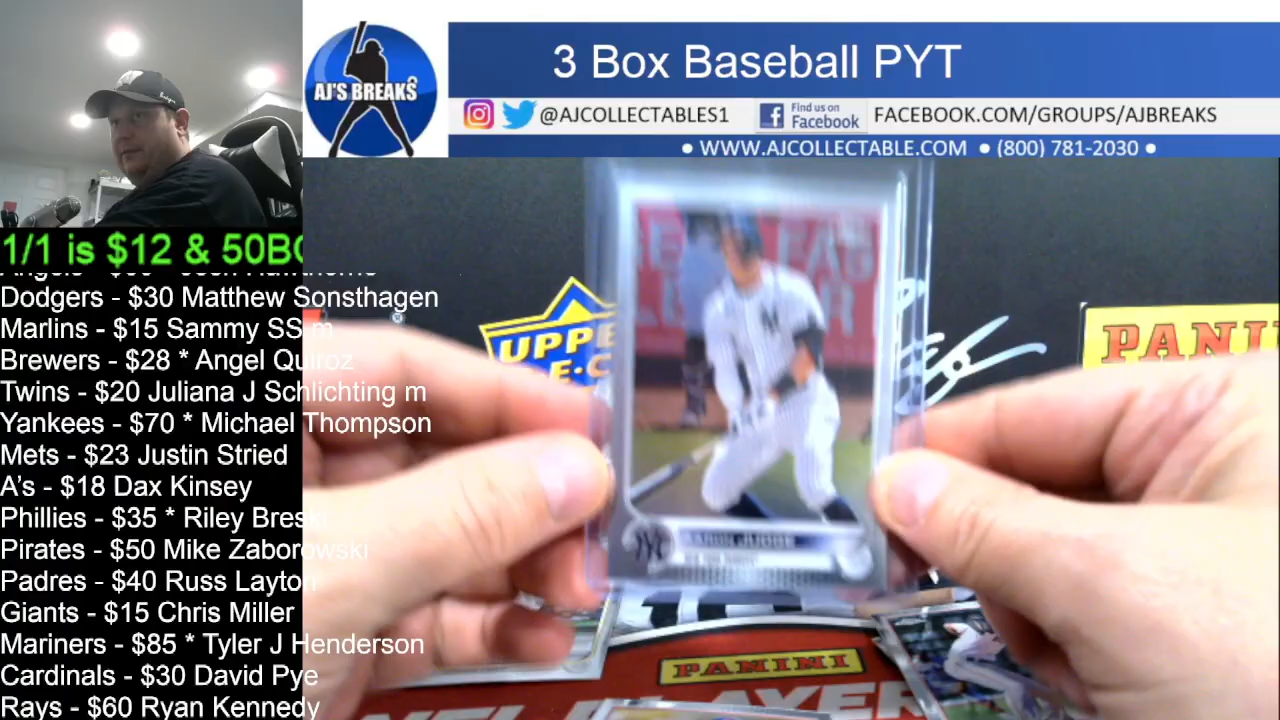 3 Box Baseball PYT
AJ'S BREAKS
@AJCOLLECTABLES1
Find us on
Facebook
FACEBOOK.COM/GROUPS/AJBREAKS
• WWW.AJCOLLECTABLE.COM • (800) 781-2030 •
1/1 is $12 & 50BO
Dodgers - $30 Matthew Sonsthagen
Marlins - $15 Sammy SS m
Brewers - $28 * Angel Quiroz
Twins - $20 Juliana J Schlichting m
Yankees - $70 * Michael Thompson
Mets - $23 Justin Stried
A's - $18 Dax Kinsey
Phillies - $35 * Riley Breski
Pirates - $50 Mike Zaborowski
Padres - $40 Russ Layton
Giants - $15 Chris Miller
Mariners - $85 * Tyler J Henderson
Cardinals - $30 David Pye
Rays - $60 Ryan Kennedy
UPPE
PANINI
AARON JUDGE
PANINI